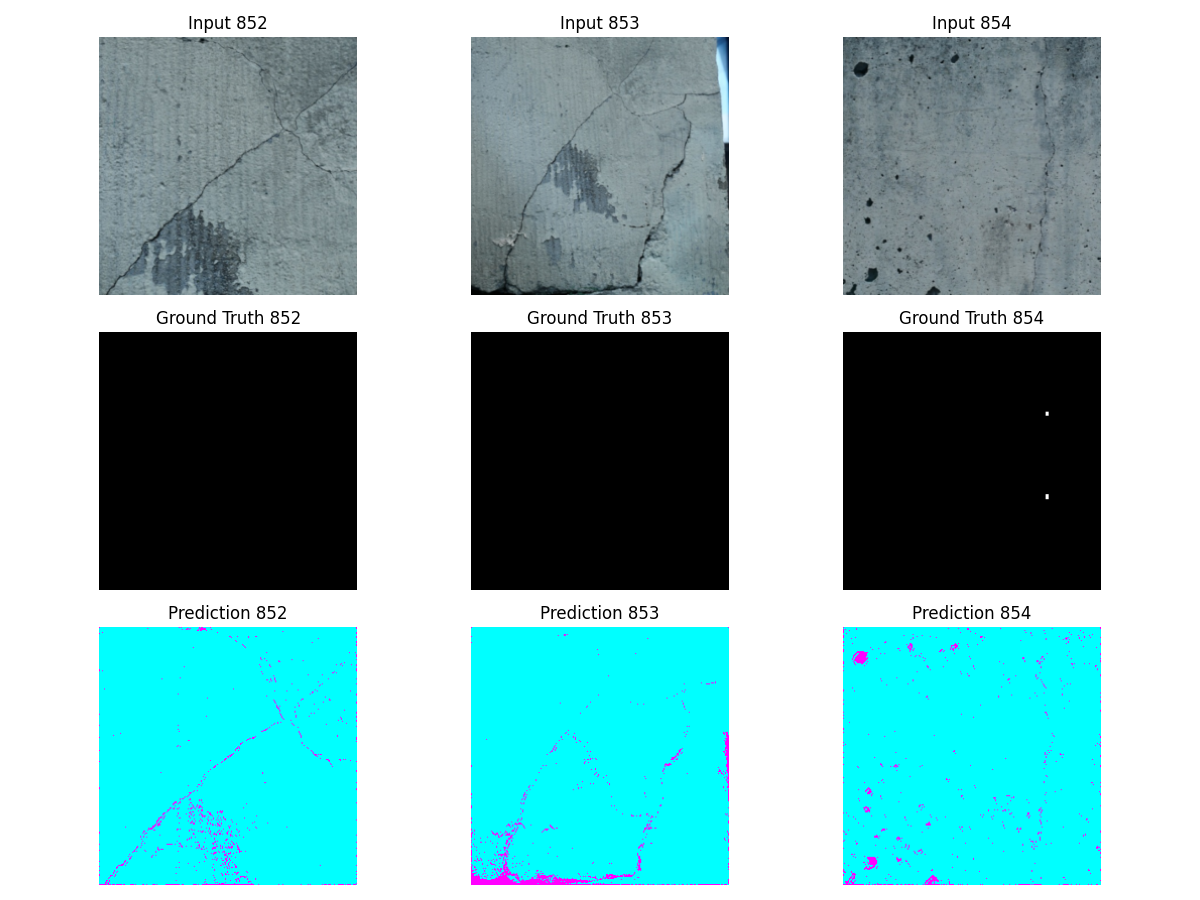 Input 852
Input 853
Input 854
Ground Truth 852
Ground Truth 853
Ground Truth 854
Prediction 852
Prediction 853
Prediction 854